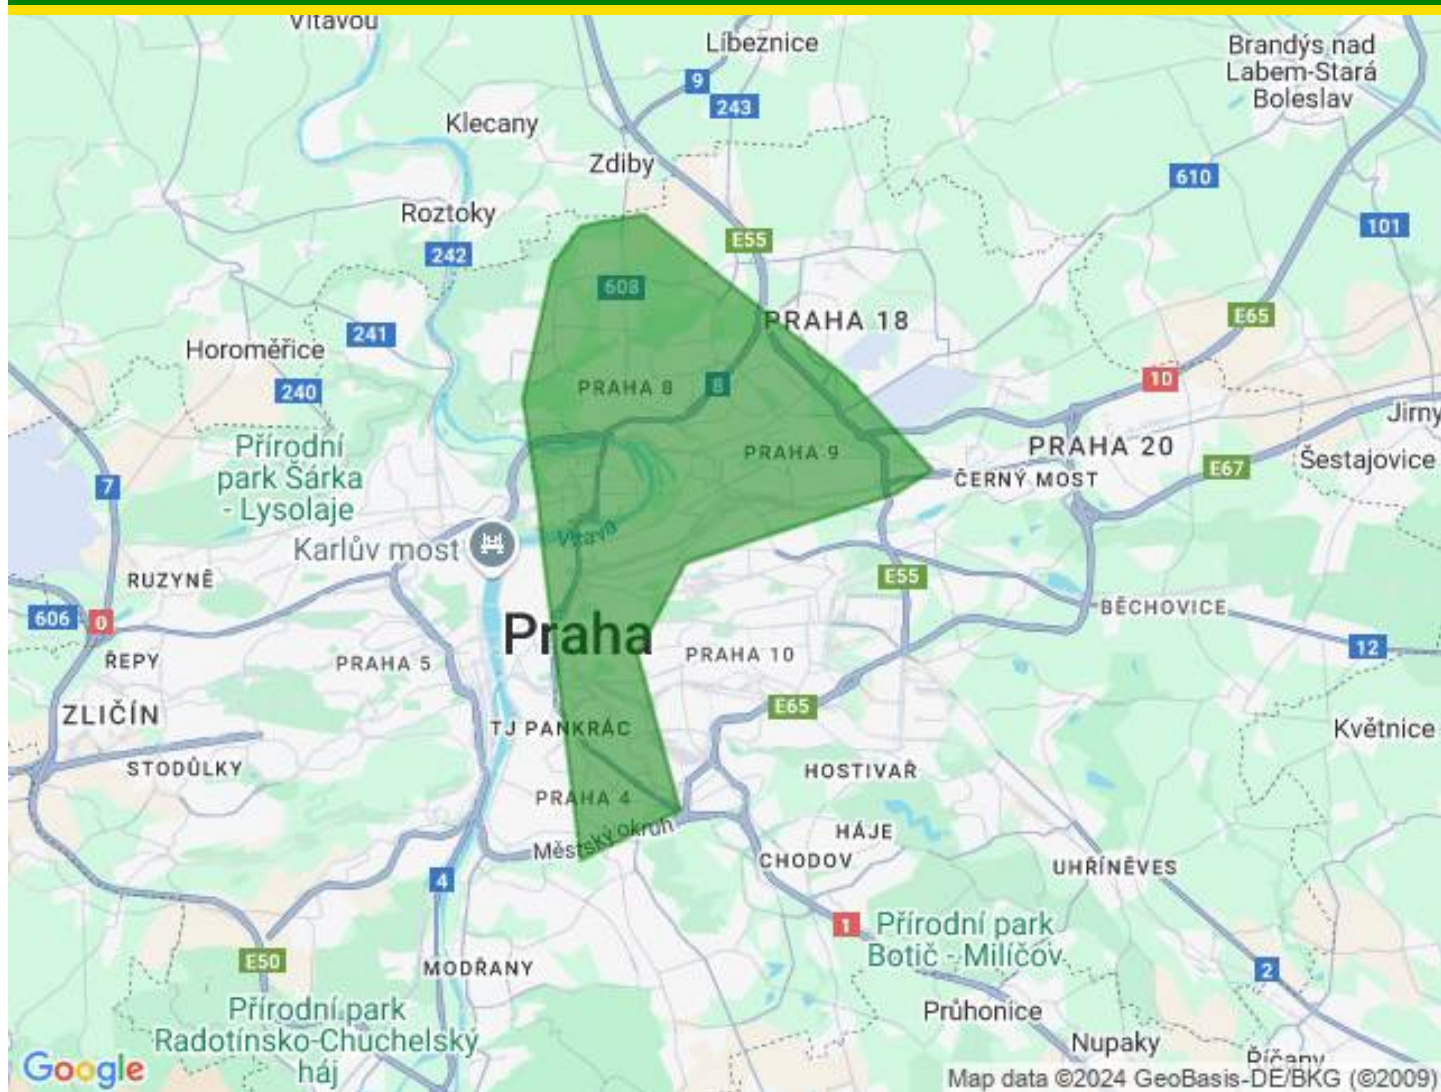 Vltavou
Líbeznice
Brandýs nad
Labem-Stará
Boleslav
9
243
Klecany
Zdiby
610
Roztoky
242
E55
101
608
PRAHA 18
E65
241
Horoměřice
240
PRAHA 8
8
10
Jirny
Přírodní
park Šárka
- Lysolaje
PRAHA 9
PRAHA 20
E67
Šestajovice
7
ČERNÝ MOST
Vltava
Karlův most
RUZYNĚ
E55
606
0
BĚCHOVICE
Praha
12
ŘEPY
PRAHA 5
PRAHA 10
ZLIČÍN
E65
TJ PANKRÁC
Květnice
STODŮLKY
HOSTIVAŘ
PRAHA 4
Městský okruh
HÁJE
CHODOV
UHŘÍNĚVES
4
1
Přírodní park
Botič - Milíčov
E50
MODŘANY
2
Přírodní park
Radotínsko-Chuchelský
háj
Průhonice
Nupaky
Říčany
Google
Map data ©2024 GeoBasis-DE/BKG (©2009)